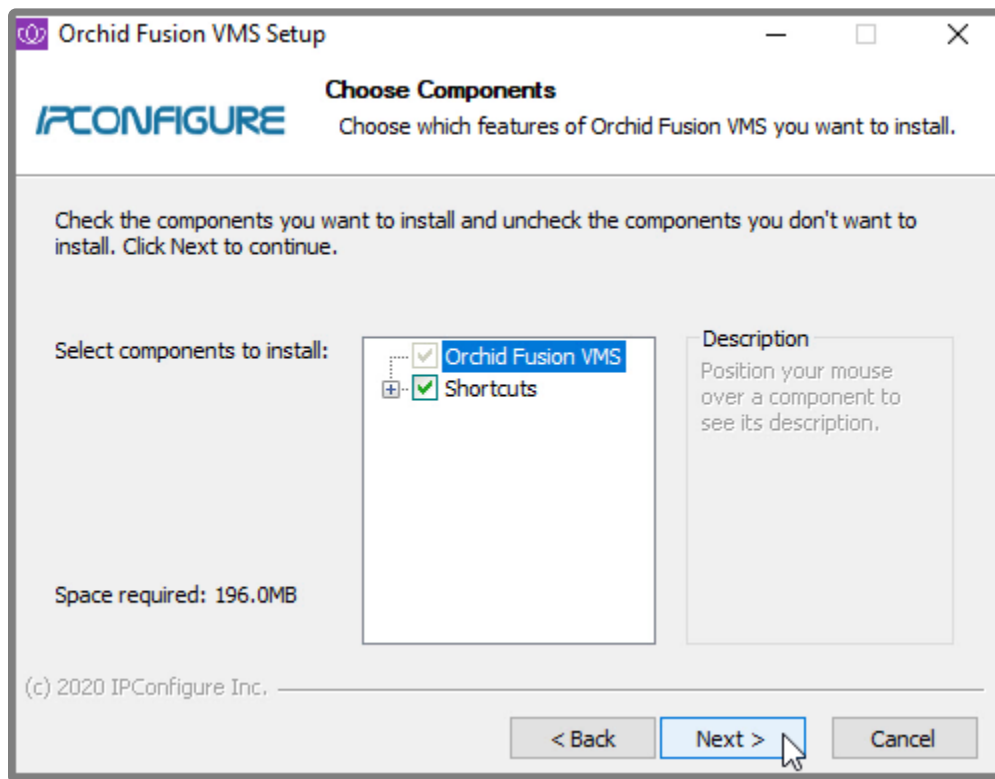 Orchid Fusion VMS Setup
IPCONFIGURE
Choose Components
Choose which features of Orchid Fusion VMS you want to install.
Check the components you want to install and uncheck the components you don't want to
install. Click Next to continue.
Select components to install:
Orchid Fusion VMS
Shortcuts
Description
Position your mouse
over a component to
see its description.
Space required: 196.0MB
(c) 2020 IPConfigure Inc.
< Back
Next >
Cancel